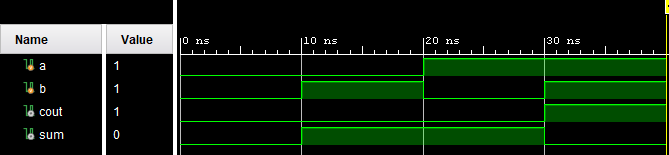 Name Value
0 ns 10 ns 20 ns 30 ns
a 1
b 1
cout 1
sum 0